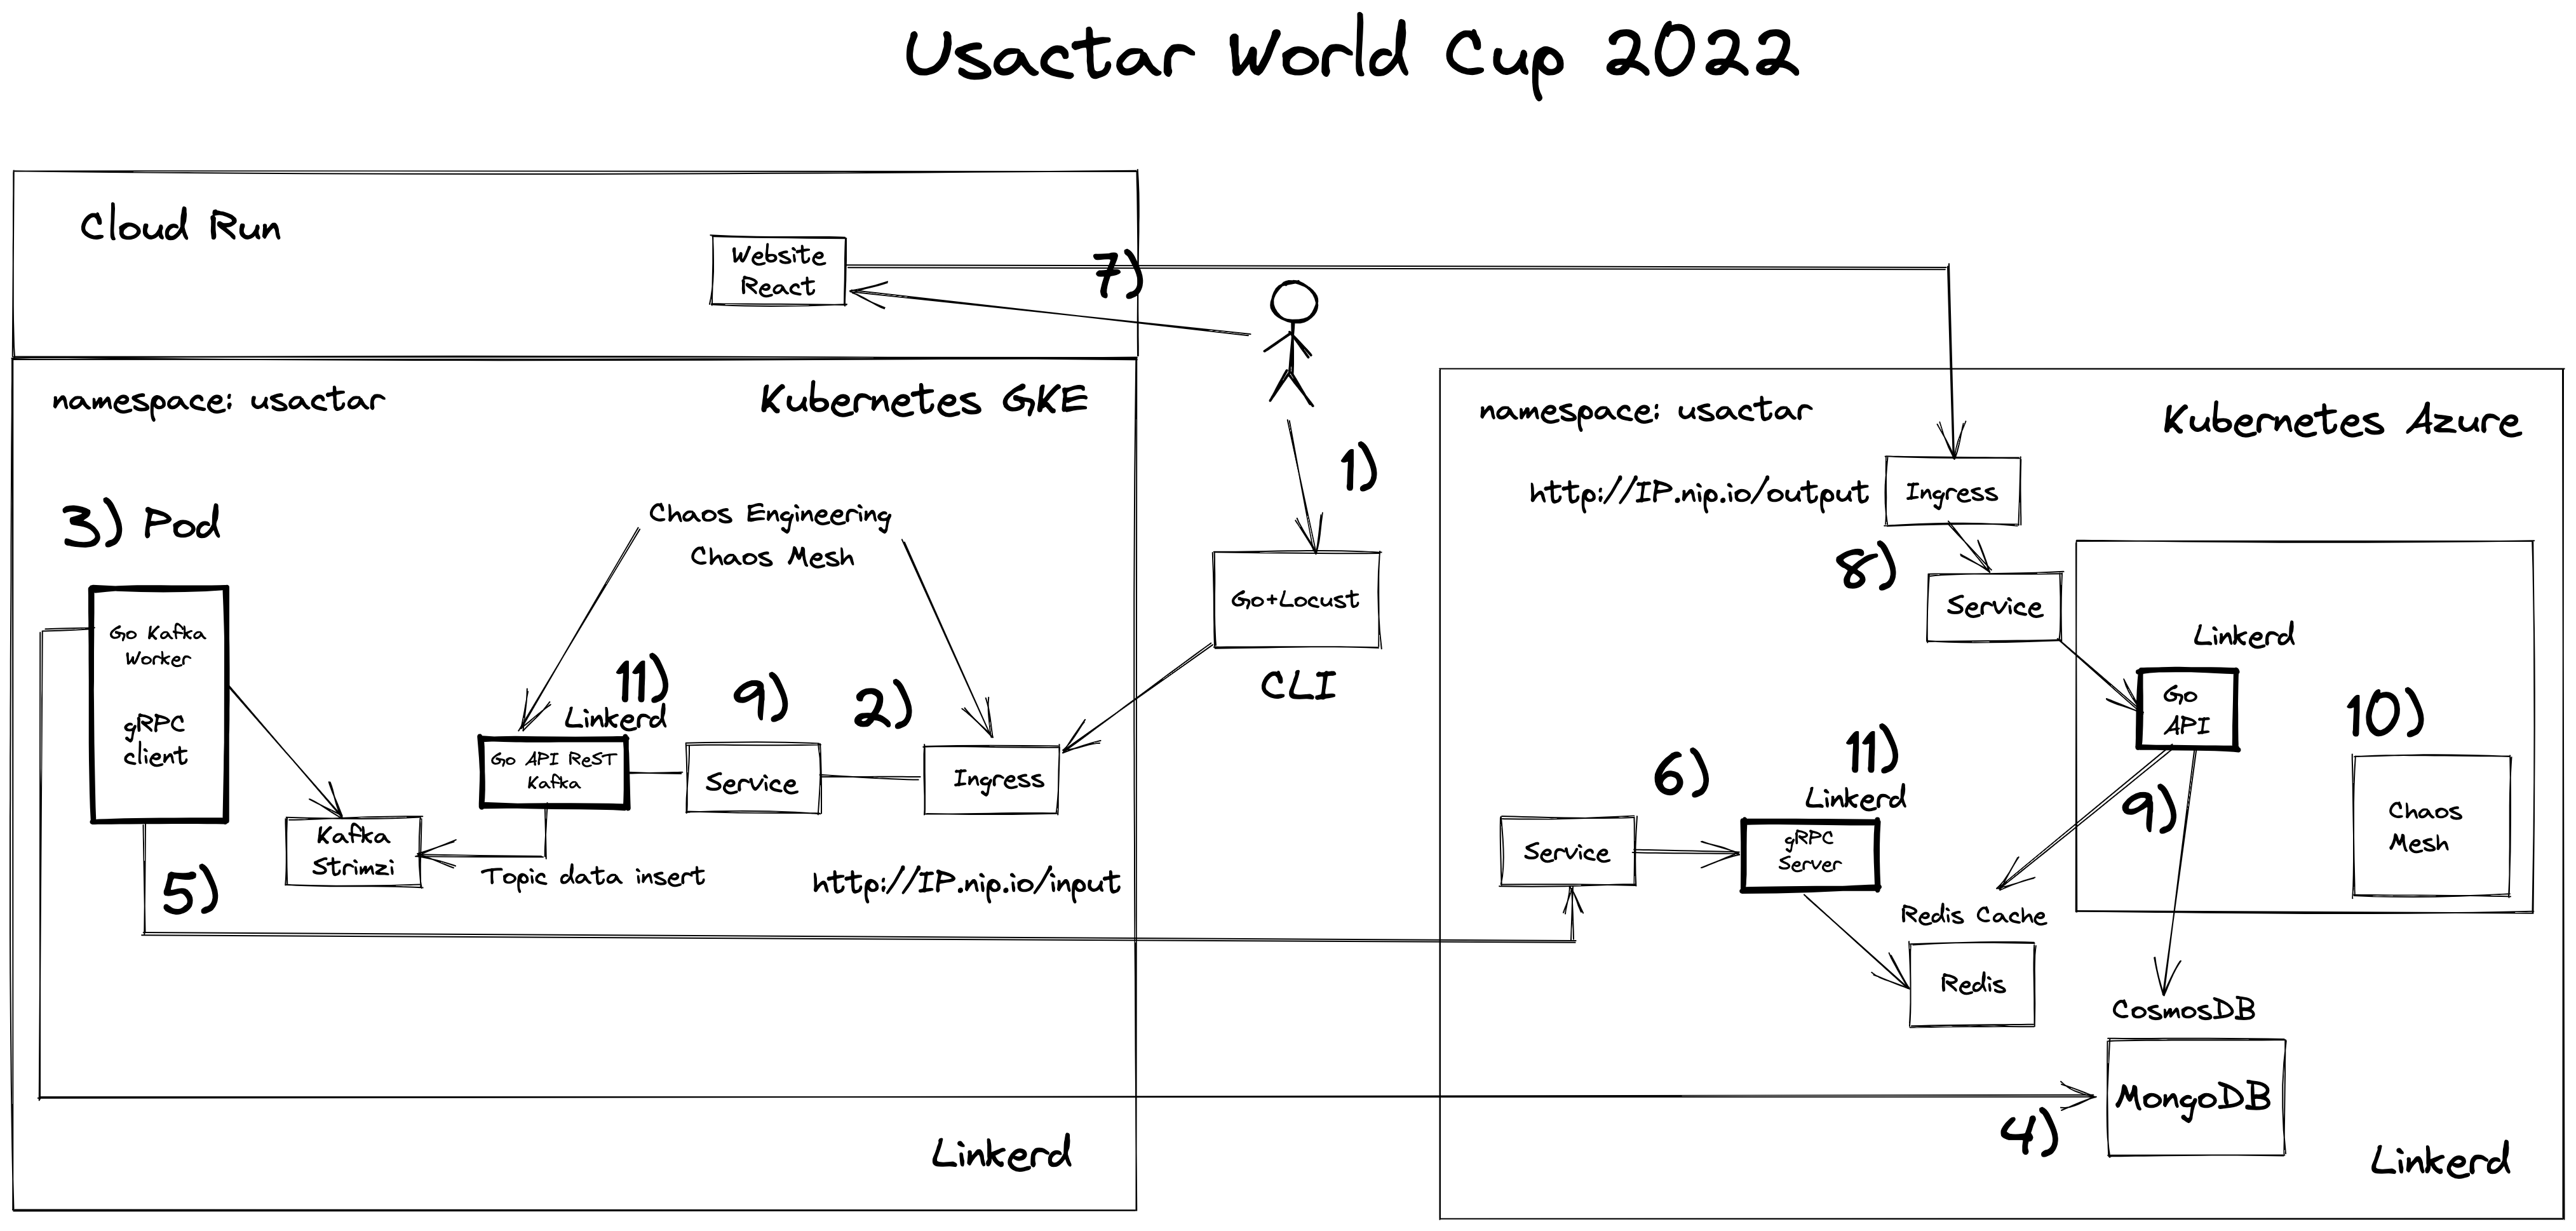 Usactar World Cup 2022
Cloud Run
Website
React
7)
namespace: usactar
Kubernetes GKE
3) Pod
Go Kafka
Worker
gRPC
client
Chaos Engineering
Chaos Mesh
11)
Linkerd
9)
2)
Go API ReST
Kafka
Service
Ingress
Kafka
Strimzi
Topic data insert
http://IP.nip.io/input
5)
Linkerd
1)
Go+Locust
CLI
namespace: usactar
Kubernetes Azure
http://IP.nip.io/output
Ingress
8)
Service
Linkerd
Go
API
10)
Chaos
Mesh
9)
6)
11)
Linkerd
Service
gRPC
Server
Redis Cache
Redis
CosmosDB
MongoDB
4)
Linkerd